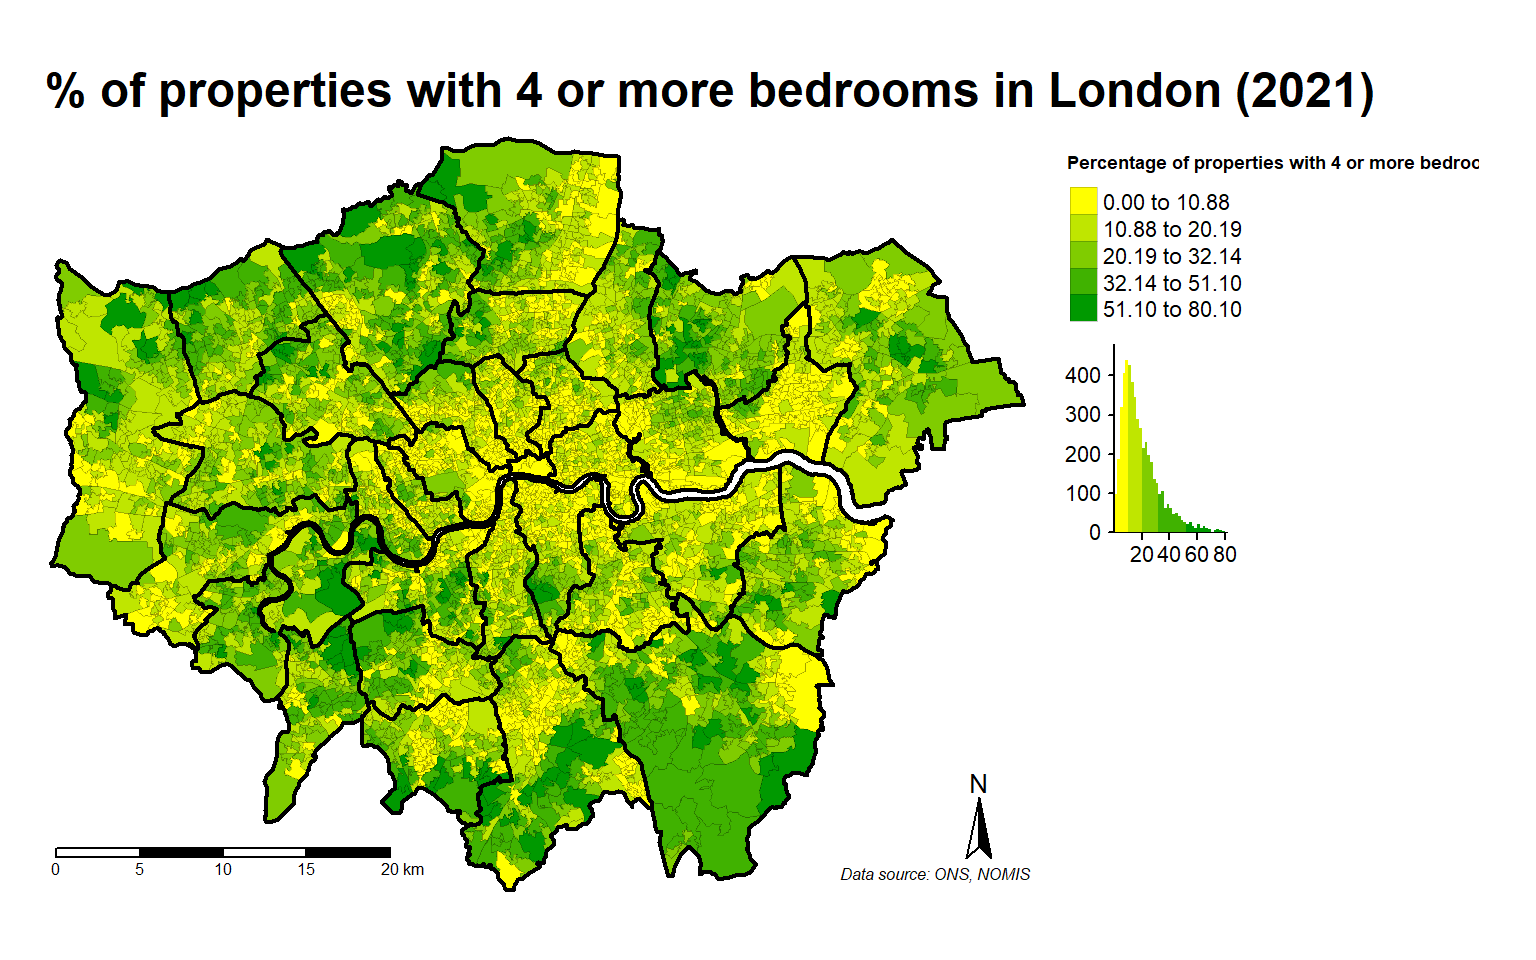 % of properties with 4 or more bedrooms in London (2021)
Percentage of properties with 4 or more bedroo
0.00 to 10.88
10.88 to 20.19
20.19 to 32.14
32.14 to 51.10
51.10 to 80.10
400
300
200
100
0
20 40 60 80
N
0 5 10 15 20 km
Data source: ONS, NOMIS